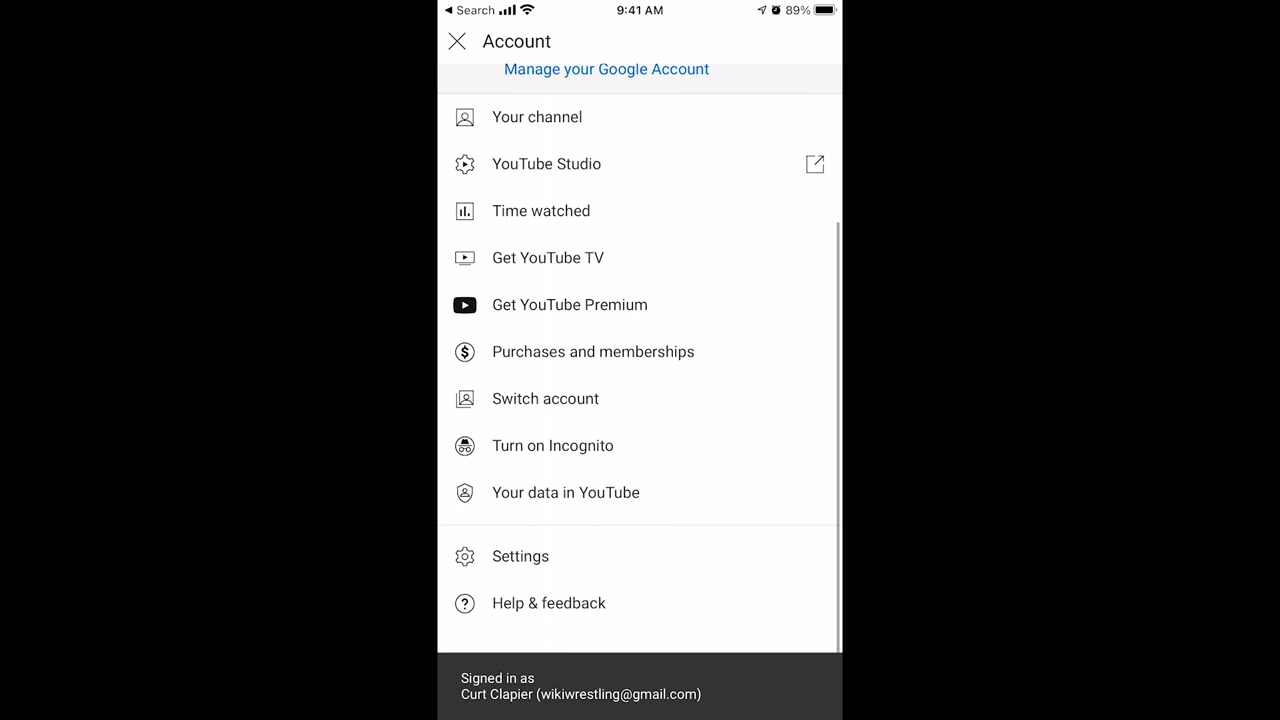 Search 9:41 AM 89%
Account
Manage your Google Account
Your channel
YouTube Studio
Time watched
Get YouTube TV
Get YouTube Premium
Purchases and memberships
Switch account
Turn on Incognito
Your data in YouTube
Settings
Help & feedback
Signed in as
Curt Clapier (wikiwrestling@gmail.com)